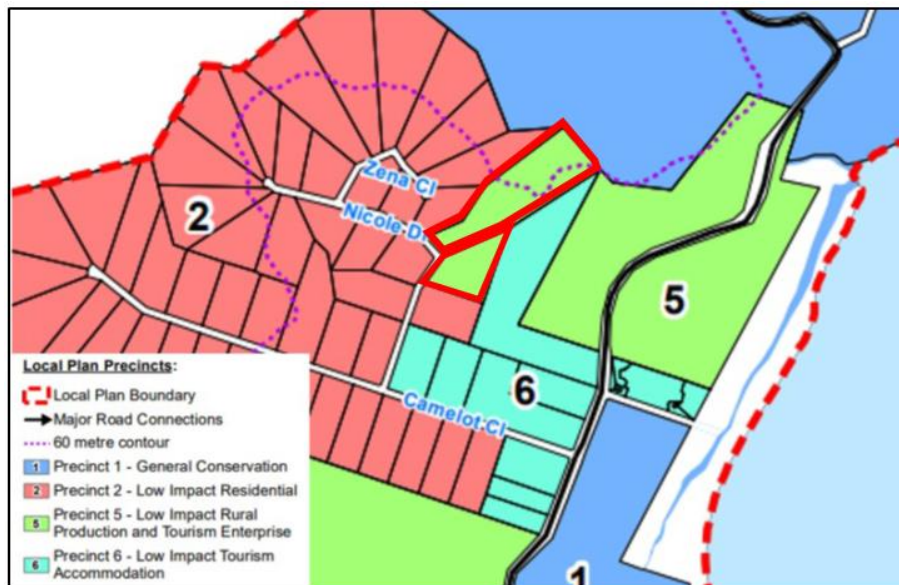 Zena Cl
2
Nicole D
5
6
Camelot Cl
1
Local Plan Precincts:
Local Plan Boundary
Major Road Connections
60 metre contour
1 Precinct 1 - General Conservation
2 Precinct 2 - Low Impact Residential
5 Precinct 5 - Low Impact Rural
Production and Tourism Enterprise
6 Precinct 6 - Low Impact Tourism
Accommodation